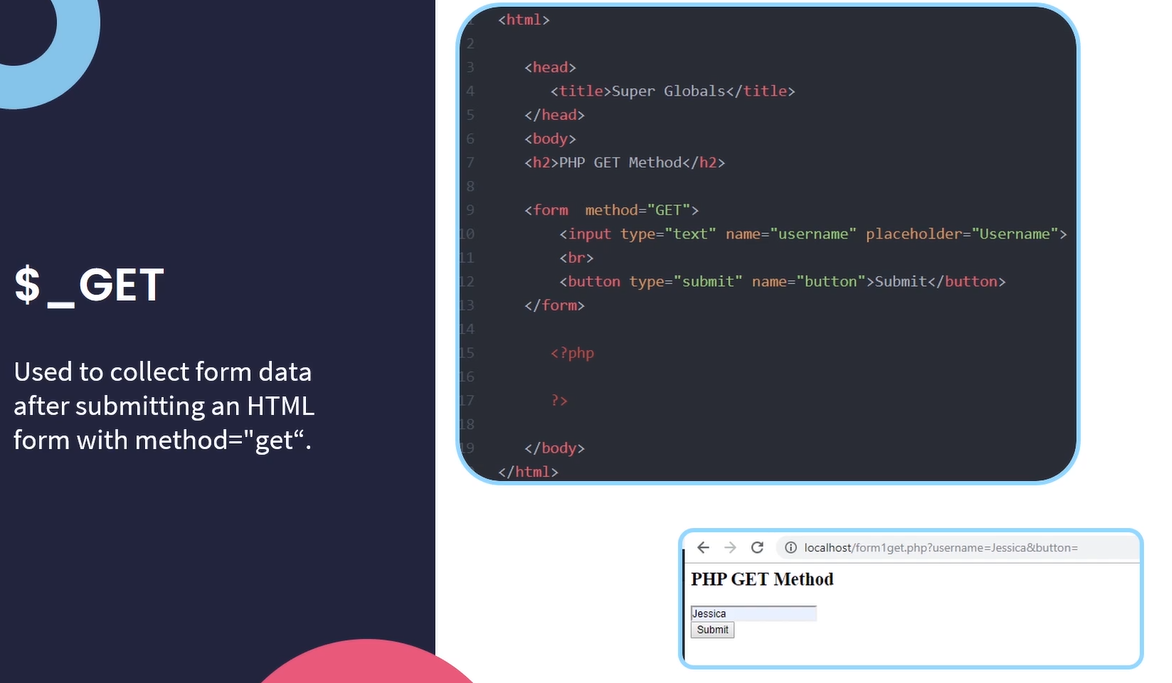 $_GET
Used to collect form data
after submitting an HTML
form with method="get“.
1 <html>
2
3 <head>
4 <title>Super Globals</title>
5 </head>
6 <body>
7 <h2>PHP GET Method</h2>
8
9 <form  method="GET">
10 <input type="text" name="username" placeholder="Username">
11 <br>
12 <button type="submit" name="button">Submit</button>
13 </form>
14
15 <?php
16
17 ?>
18
19 </body>
</html>
localhost/form1get.php?username=Jessica&button=
PHP GET Method
Jessica
Submit